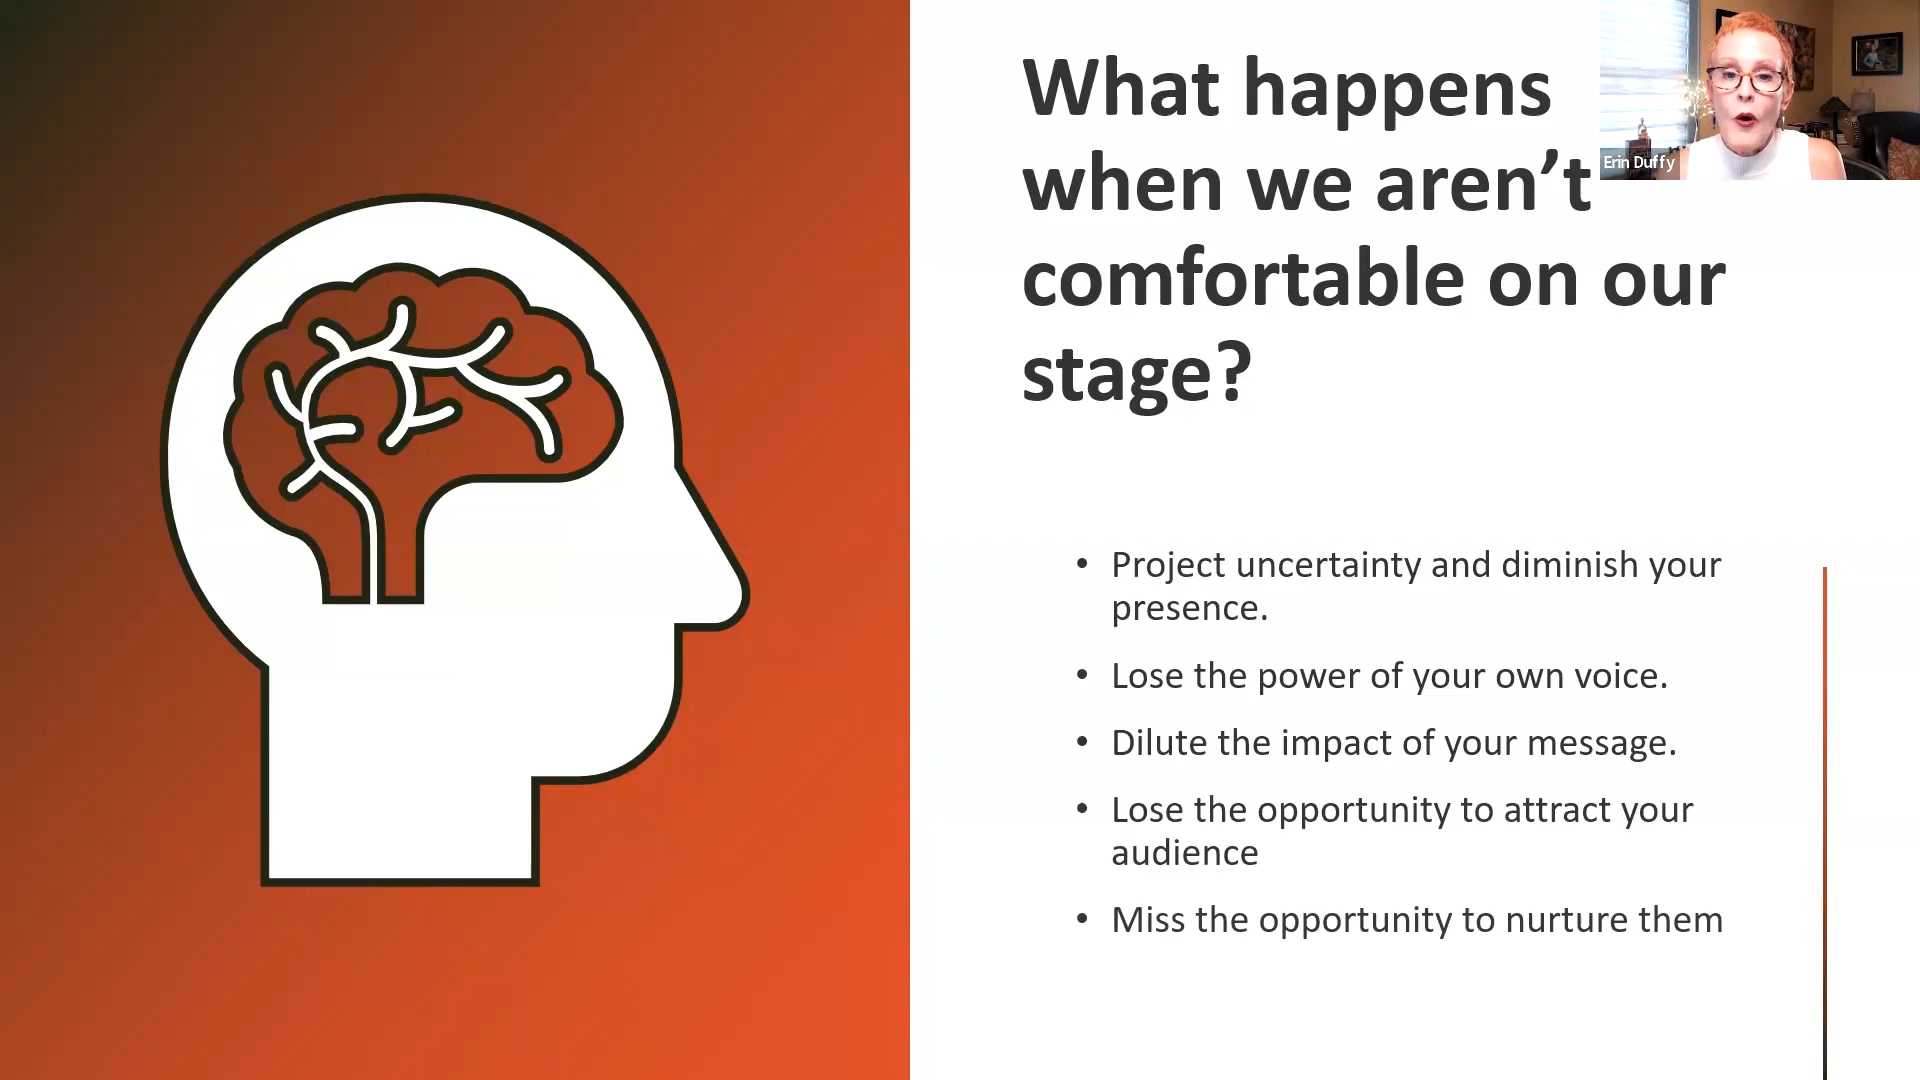 What happens
when we aren’t
comfortable on our
stage?
Erin Duffy
• Project uncertainty and diminish your
presence.
• Lose the power of your own voice.
• Dilute the impact of your message.
• Lose the opportunity to attract your
audience
• Miss the opportunity to nurture them